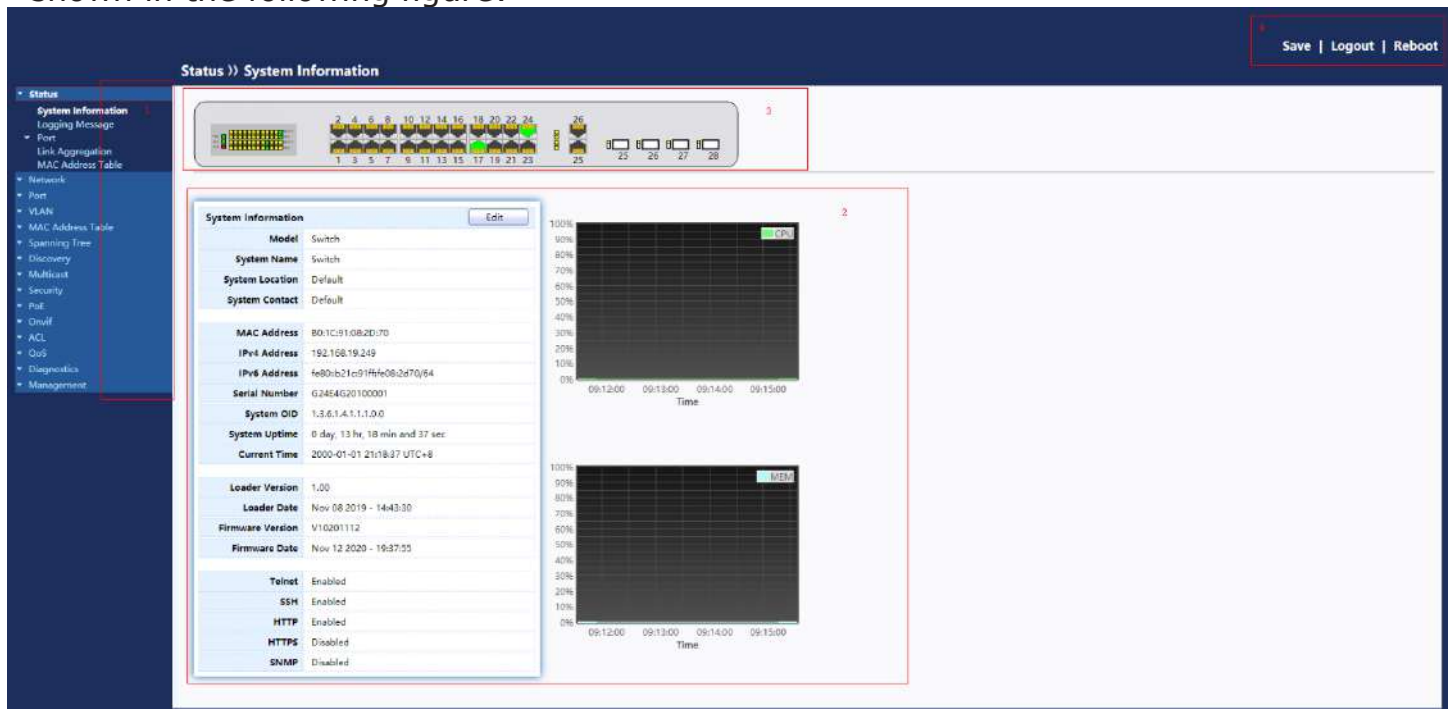 shown in the following figure.
Save | Logout | Reboot
Status 》 System Information
Status
System Information
1
Logging Message
Port
Link Aggregation
MAC Address Table
Network
Port
VLAN
MAC Address Table
Spanning Tree
Discovery
Multicast
Security
PoE
Onvif
ACL
QoS
Diagnostics
Management
3
2 4 6 8 10 12 14 16 18 20 22 24 26
1 3 5 7 9 11 13 15 17 19 21 23 25 25 26 27 28
2
System Information Edit
Model Switch
System Name Switch
System Location Default
System Contact Default
MAC Address B0:1C:91:0B:2D:70
IPv4 Address 192.168.19.249
IPv6 Address
Serial Number G24E4G20100001
System OID 1.3.6.1.4.1.1.1.0.0
System Uptime 0 day, 13 hr, 18 min and 37 sec
Current Time 2000-01-01 21:18:37 UTC+8
Loader Version 1.00
Loader Date Nov 08 2019 - 14:43:30
Firmware Version V10201112
Firmware Date Nov 12 2020 - 19:37:55
Telnet Enabled
SSH Enabled
HTTP Enabled
HTTPS Disabled
SNMP Disabled
CPU
100%
90%
80%
70%
60%
50%
40%
30%
20%
10%
0%
09:12:00 09:13:00 09:14:00 09:15:00
Time
MEM
100%
90%
80%
70%
60%
50%
40%
30%
20%
10%
0%
09:12:00 09:13:00 09:14:00 09:15:00
Time